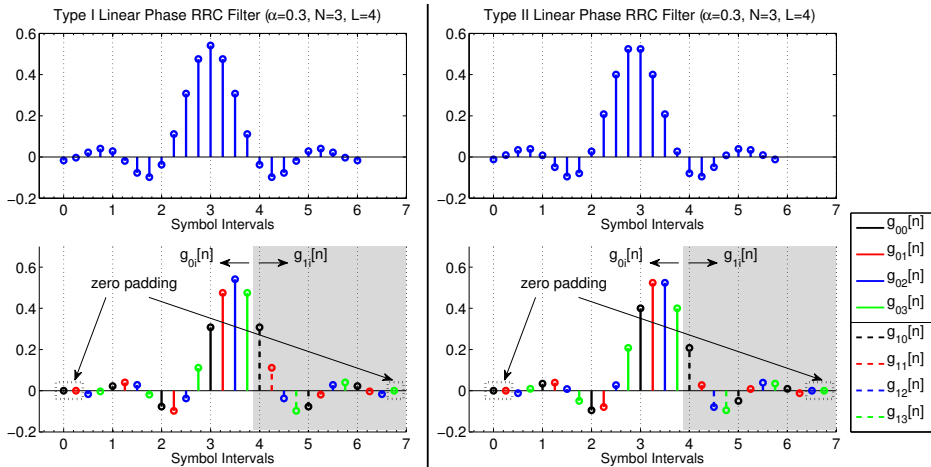 Type I Linear Phase RRC Filter (α=0.3, N=3, L=4)
0.6
0.4
0.2
0
−0.2
0 1 2 3 4 5 6 7
Symbol Intervals
Type II Linear Phase RRC Filter (α=0.3, N=3, L=4)
0.6
0.4
0.2
0
−0.2
0 1 2 3 4 5 6 7
Symbol Intervals
g0i[n] g1i[n]
zero padding
0.6
0.4
0.2
0
−0.2
0 1 2 3 4 5 6 7
Symbol Intervals
g0i[n] g1i[n]
zero padding
0.6
0.4
0.2
0
−0.2
0 1 2 3 4 5 6 7
Symbol Intervals
g00[n]
g01[n]
g02[n]
g03[n]
g10[n]
g11[n]
g12[n]
g13[n]